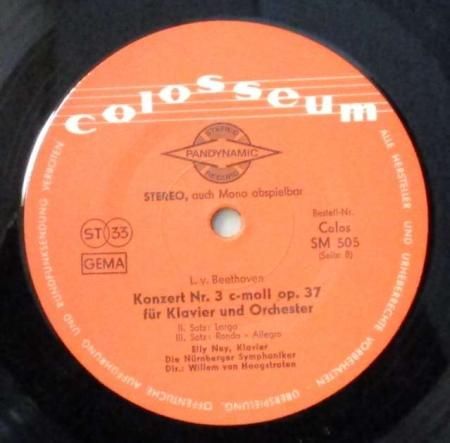 colosseum
STEREO
PANDYNAMIC
RECORD
STEREO, auch Mono abspielbar
Bestell-Nr.
Colos
SM 505
(Seite B)
ST 33
GEMA
L. v. Beethoven
Konzert Nr. 3 c-moll op. 37
für Klavier und Orchester
II. Satz: Largo
III. Satz: Rondo - Allegro
Elly Ney, Klavier
Die Nürnberger Symphoniker
Dir.: Willem van Hoogstraten
ALLE HERSTELLER UND URHEBERRECHTE VORBEHALTEN ÜBERSPIELUNG, ÖFFENTLICHE AUFFÜHRUNG UND RUNDFUNKSENDUNG VERBOTEN